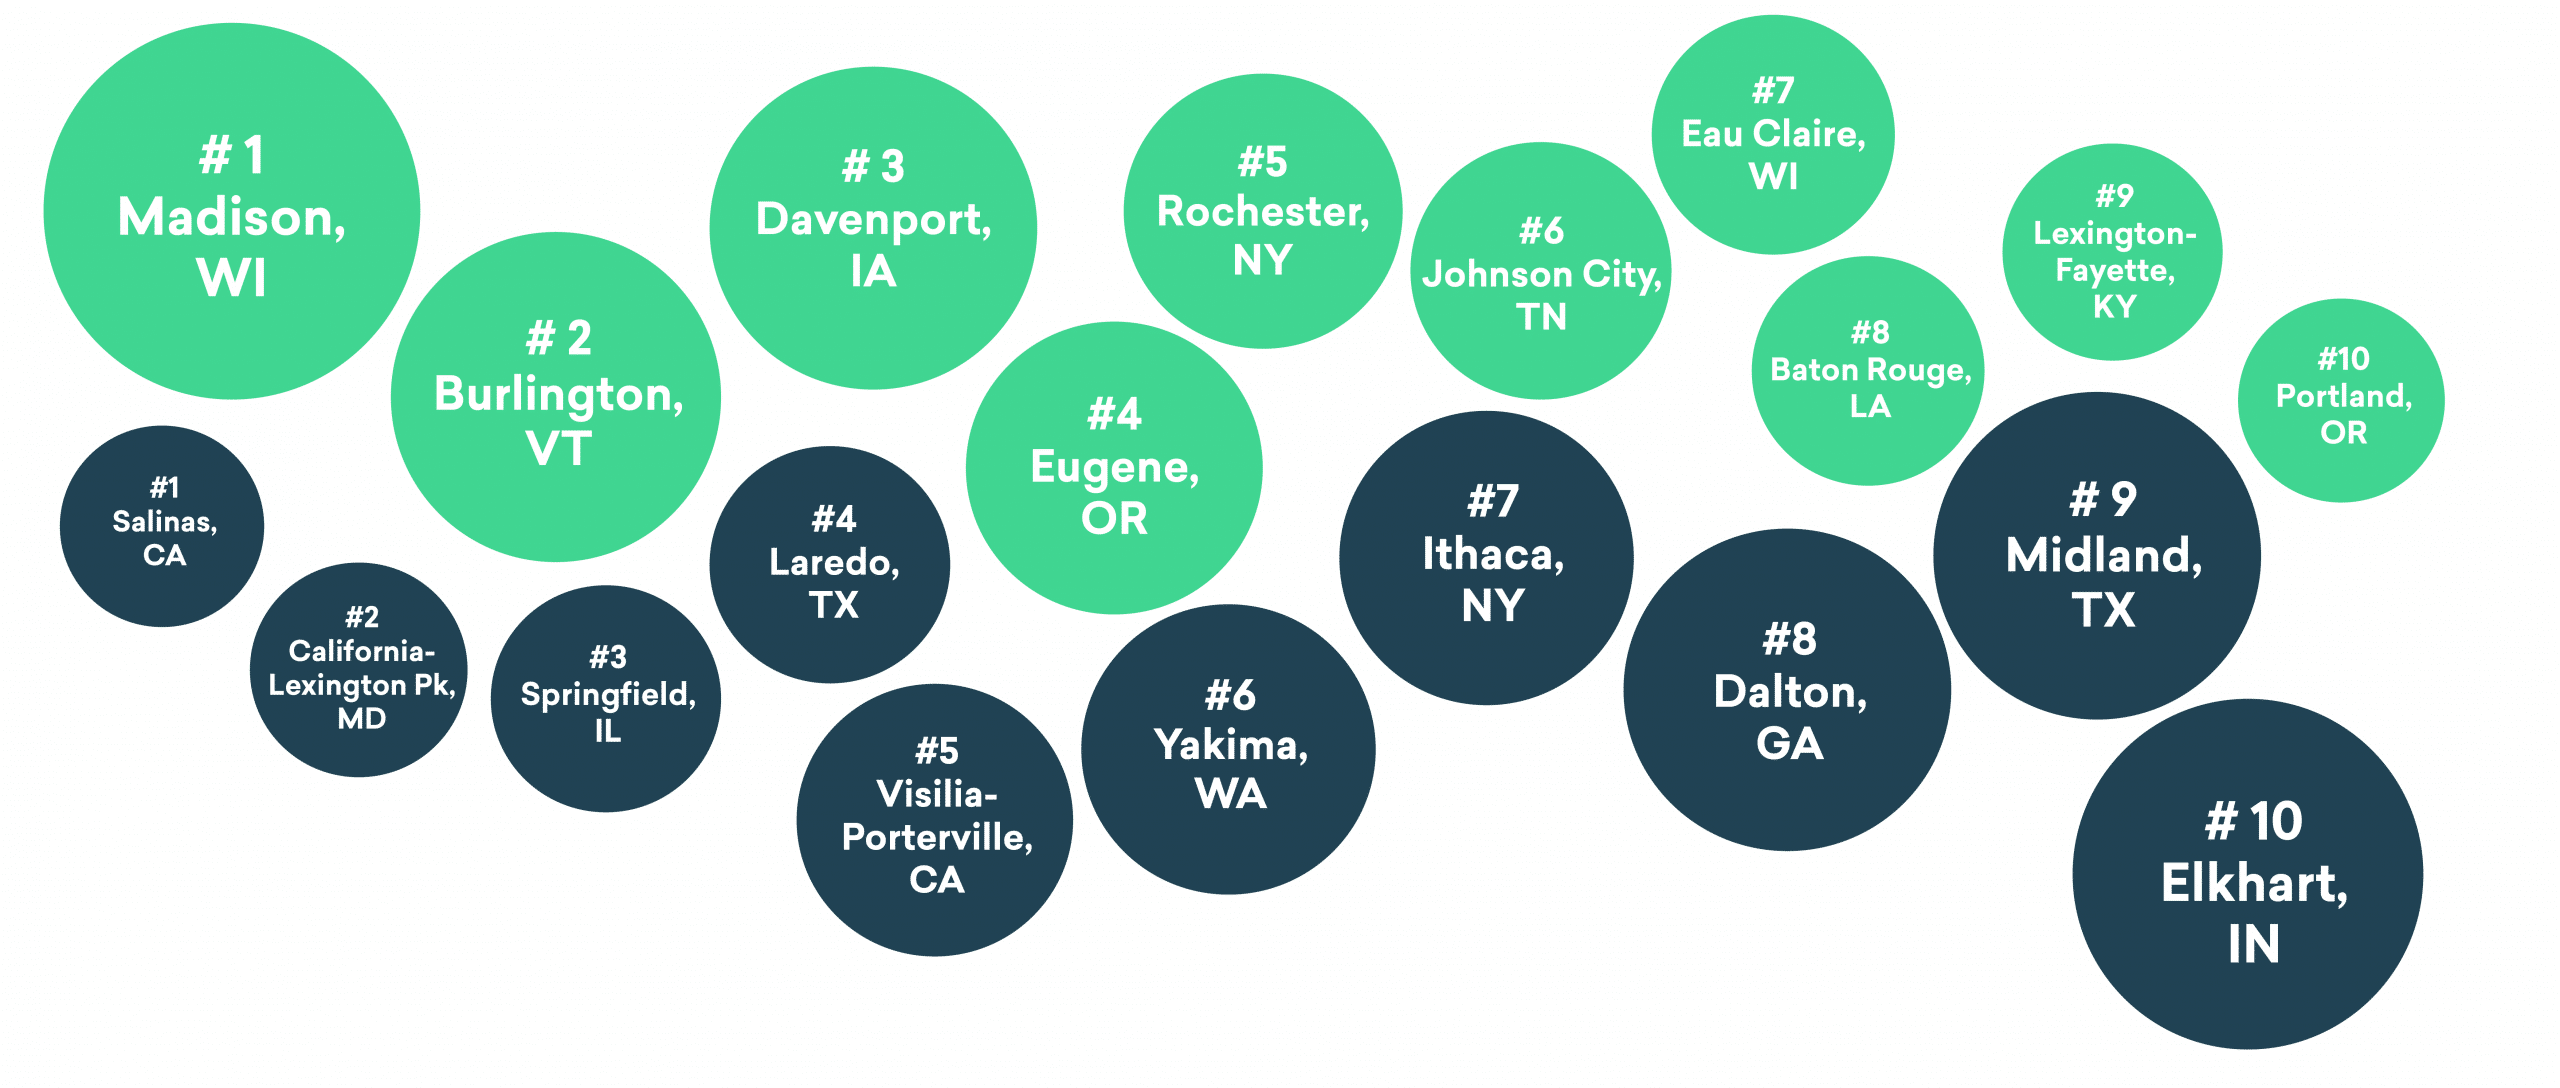 # 1
Madison,
WI
# 2
Burlington,
VT
# 3
Davenport,
IA
#4
Eugene,
OR
#5
Rochester,
NY
#6
Johnson City,
TN
#7
Eau Claire,
WI
#8
Baton Rouge,
LA
#9
Lexington-
Fayette,
KY
#10
Portland,
OR
#1
Salinas,
CA
#2
California-
Lexington Pk,
MD
#3
Springfield,
IL
#4
Laredo,
TX
#5
Visilia-
Porterville,
CA
#6
Yakima,
WA
#7
Ithaca,
NY
#8
Dalton,
GA
# 9
Midland,
TX
# 10
Elkhart,
IN